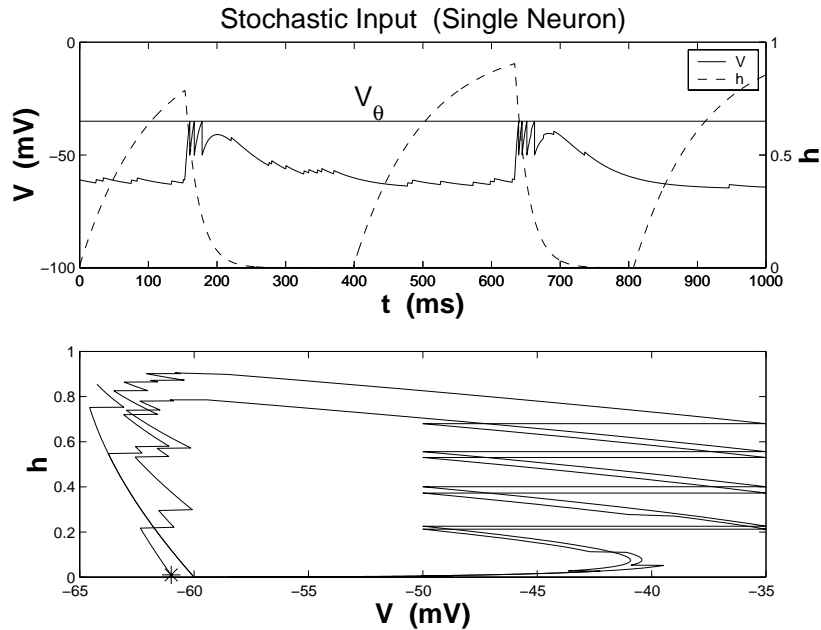 Stochastic Input (Single Neuron)
0
−50
−100
V (mV)
V
h
Vθ
1
0.5
0
h
0 100 200 300 400 500 600 700 800 900 1000
t (ms)
1
0.8
0.6
0.4
0.2
0
h
−65 −60 −55 −50 −45 −40 −35
V (mV)